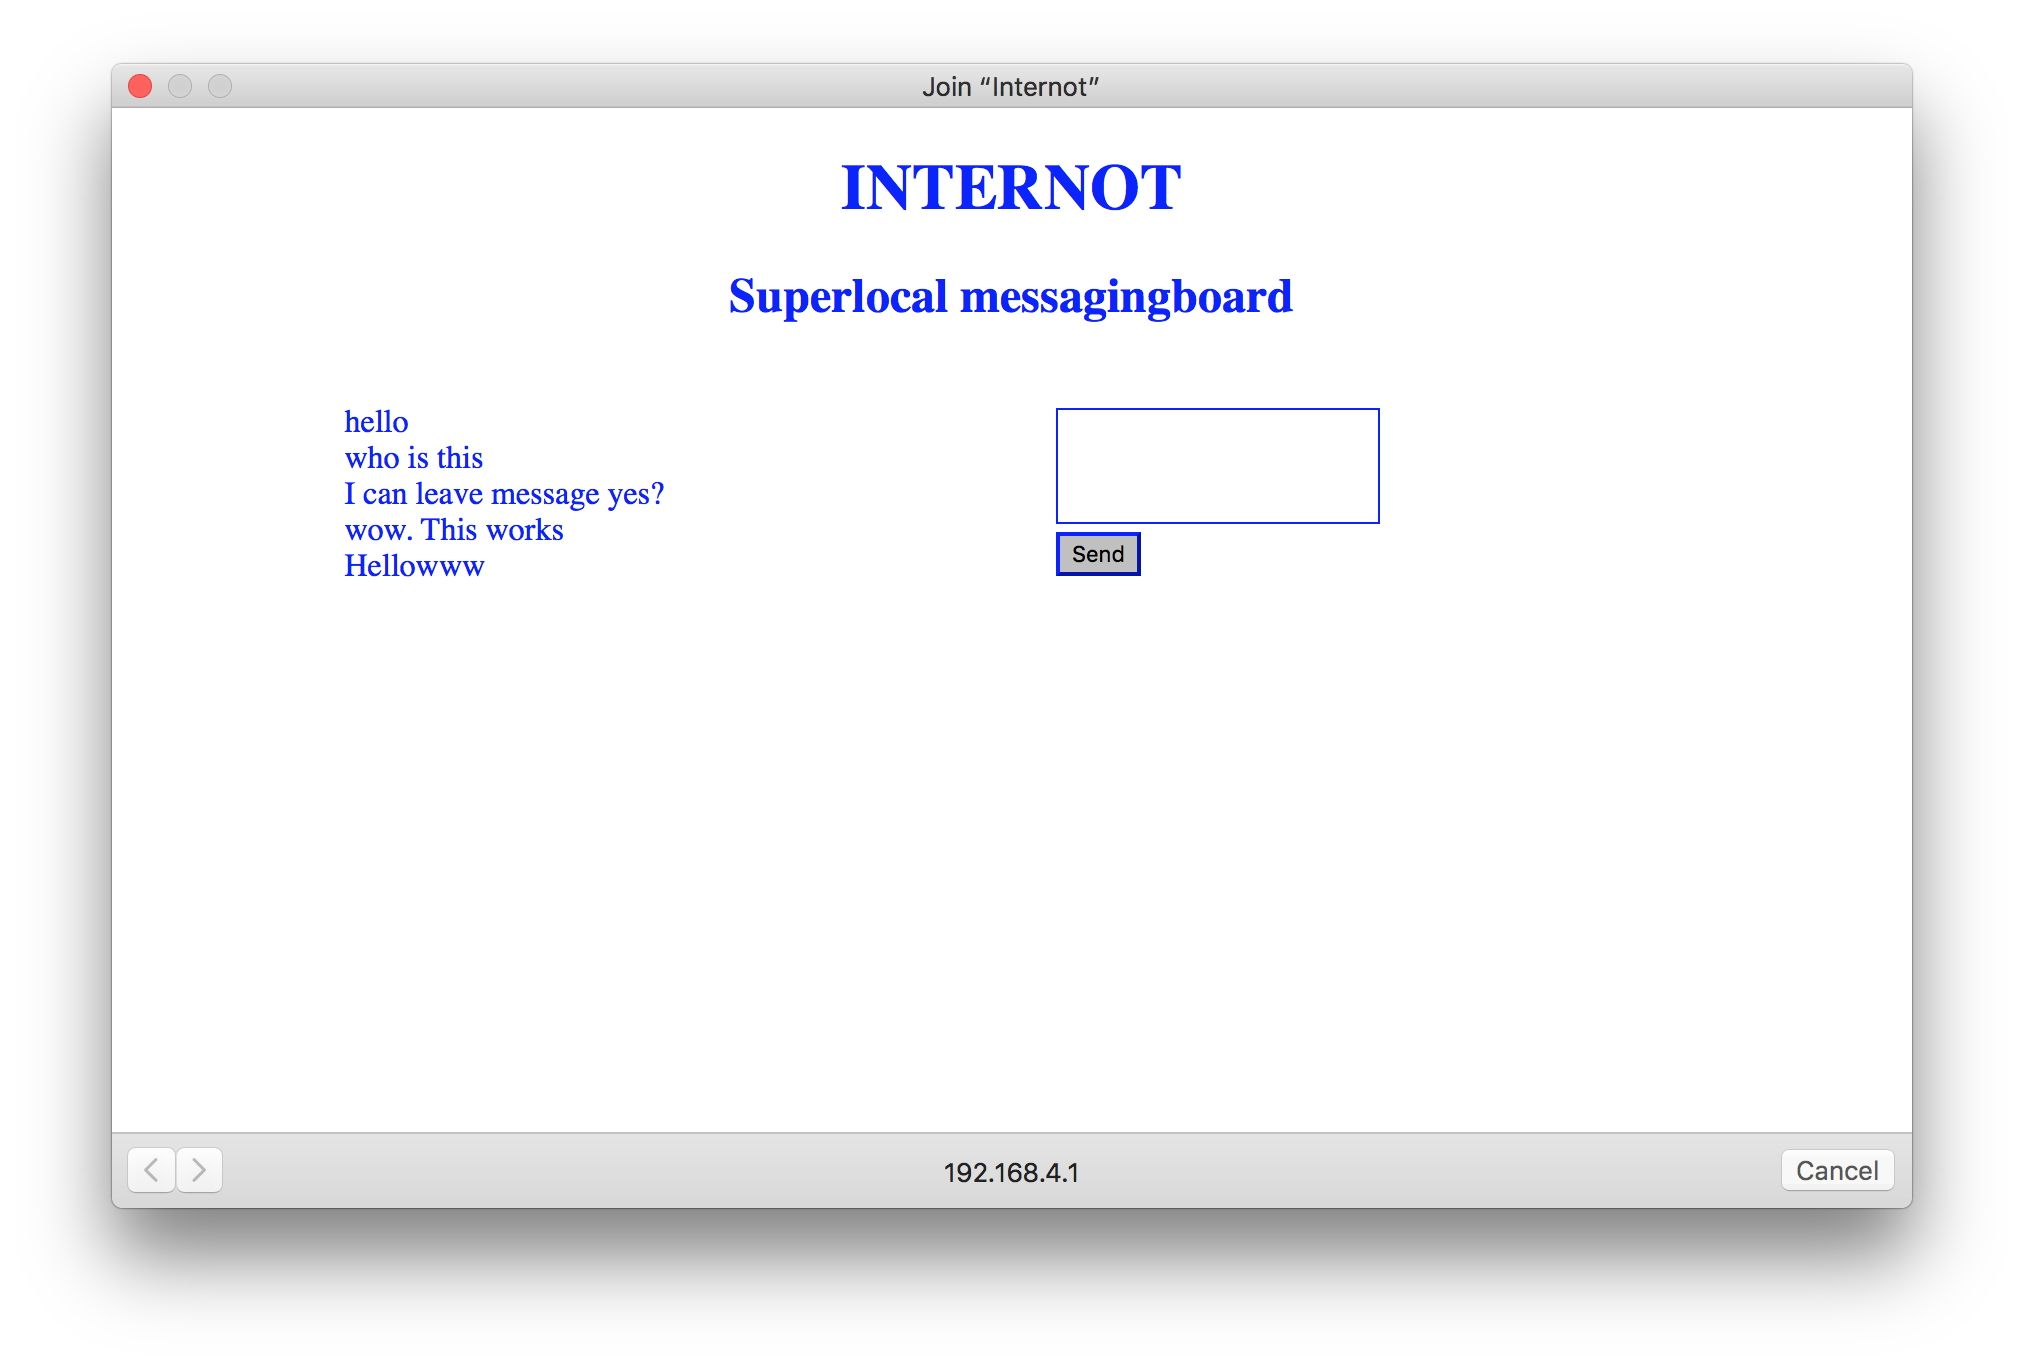 Join “Internot”
INTERNOT
Superlocal messagingboard
hello
who is this
I can leave message yes?
wow. This works
Hellowww
Send
192.168.4.1
Cancel